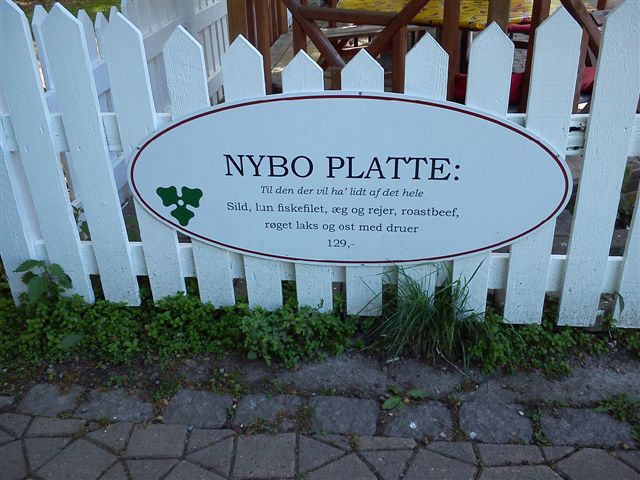 NYBO PLATTE:
Til den der vil ha' lidt af det hele
Sild, lun fiskefilet, æg og rejer, roastbeef,
røget laks og ost med druer
129,-